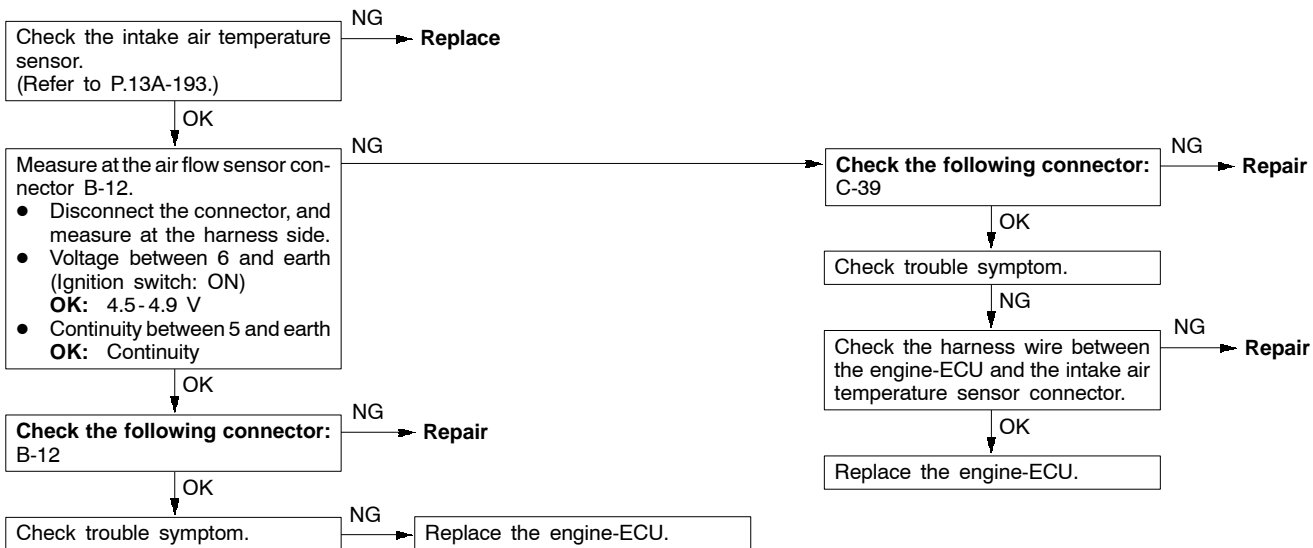 Check the intake air temperature
sensor.
(Refer to P.13A-193.)
NG
Replace
OK
Measure at the air flow sensor con-
nector B-12.
● Disconnect the connector, and
measure at the harness side.
● Voltage between 6 and earth
(Ignition switch: ON)
OK: 4.5-4.9 V
● Continuity between 5 and earth
OK: Continuity
NG
OK
Check the following connector:
B-12
NG
Repair
OK
Check trouble symptom.
NG
Replace the engine-ECU.
Check the following connector:
C-39
NG
Repair
OK
Check trouble symptom.
NG
Check the harness wire between
the engine-ECU and the intake air
temperature sensor connector.
NG
Repair
OK
Replace the engine-ECU.